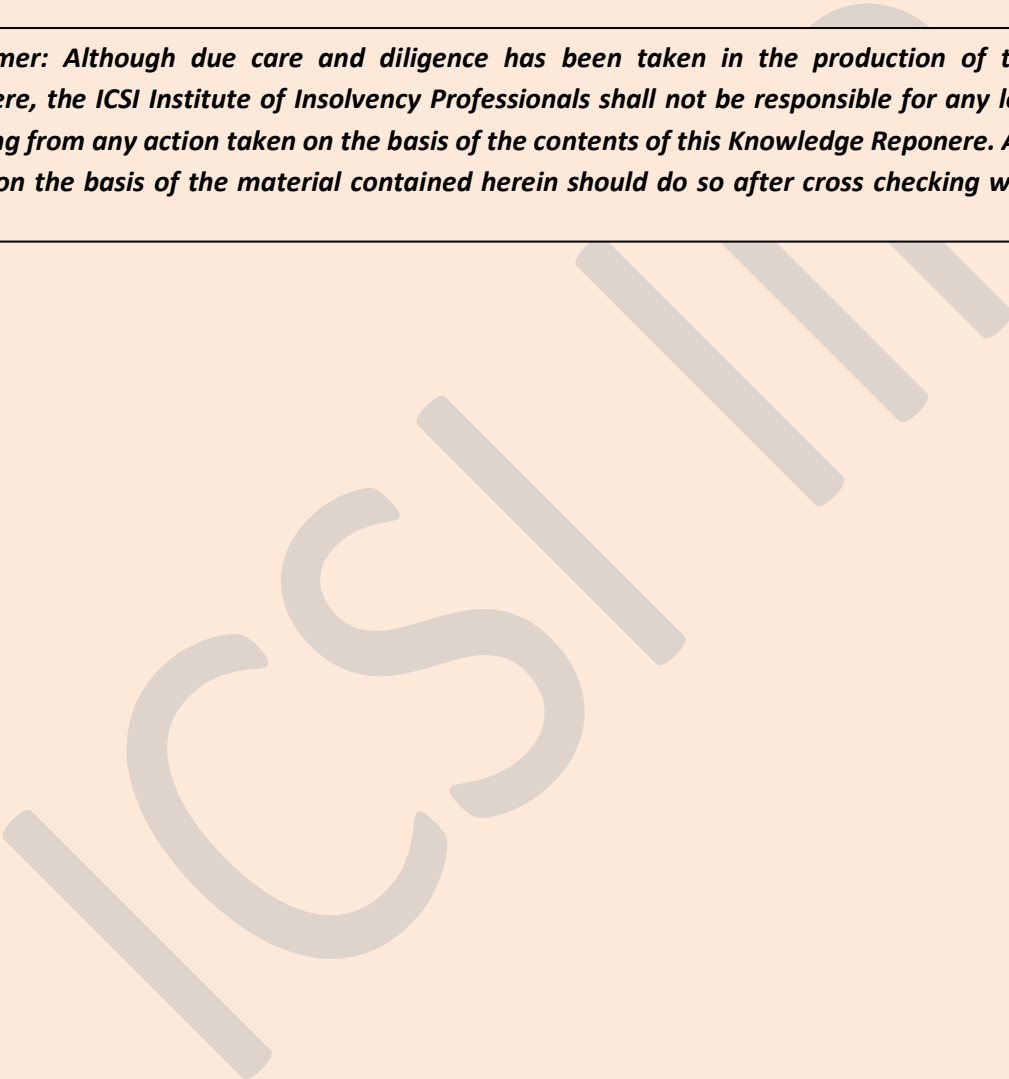 mer: Although due care and diligence has been taken in the production of t
ere, the ICSI Institute of Insolvency Professionals shall not be responsible for any l
ng from any action taken on the basis of the contents of this Knowledge Reponere. A
on the basis of the material contained herein should do so after cross checking w
ICSI II